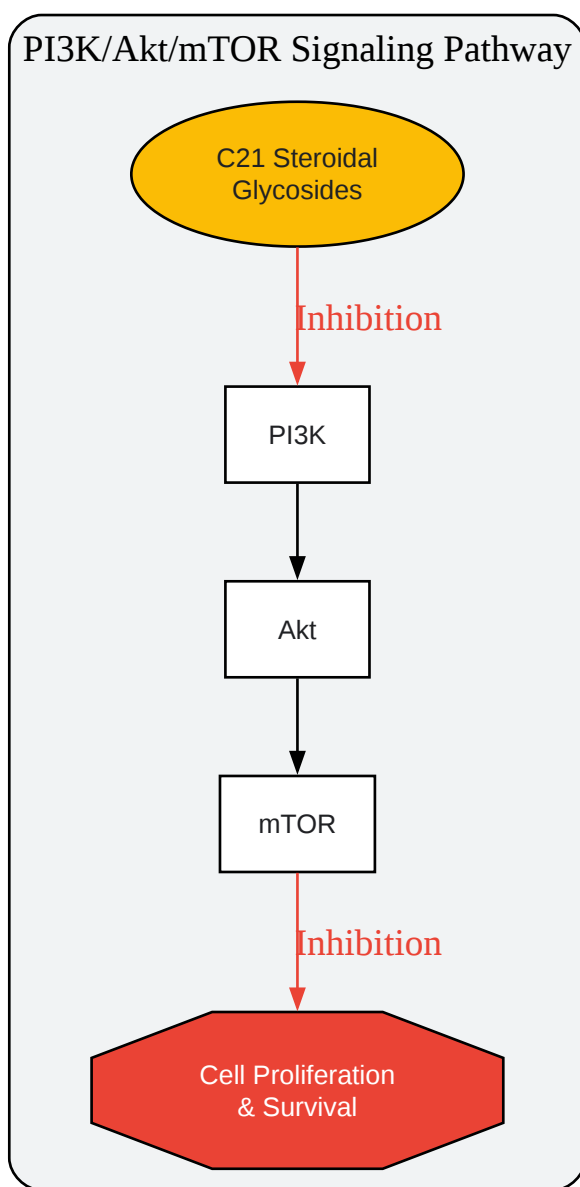 PI3K/Akt/mTOR Signaling Pathway
C21 Steroidal
Glycosides
Inhibition
PI3K
Akt
mTOR
Inhibition
Cell Proliferation
& Survival